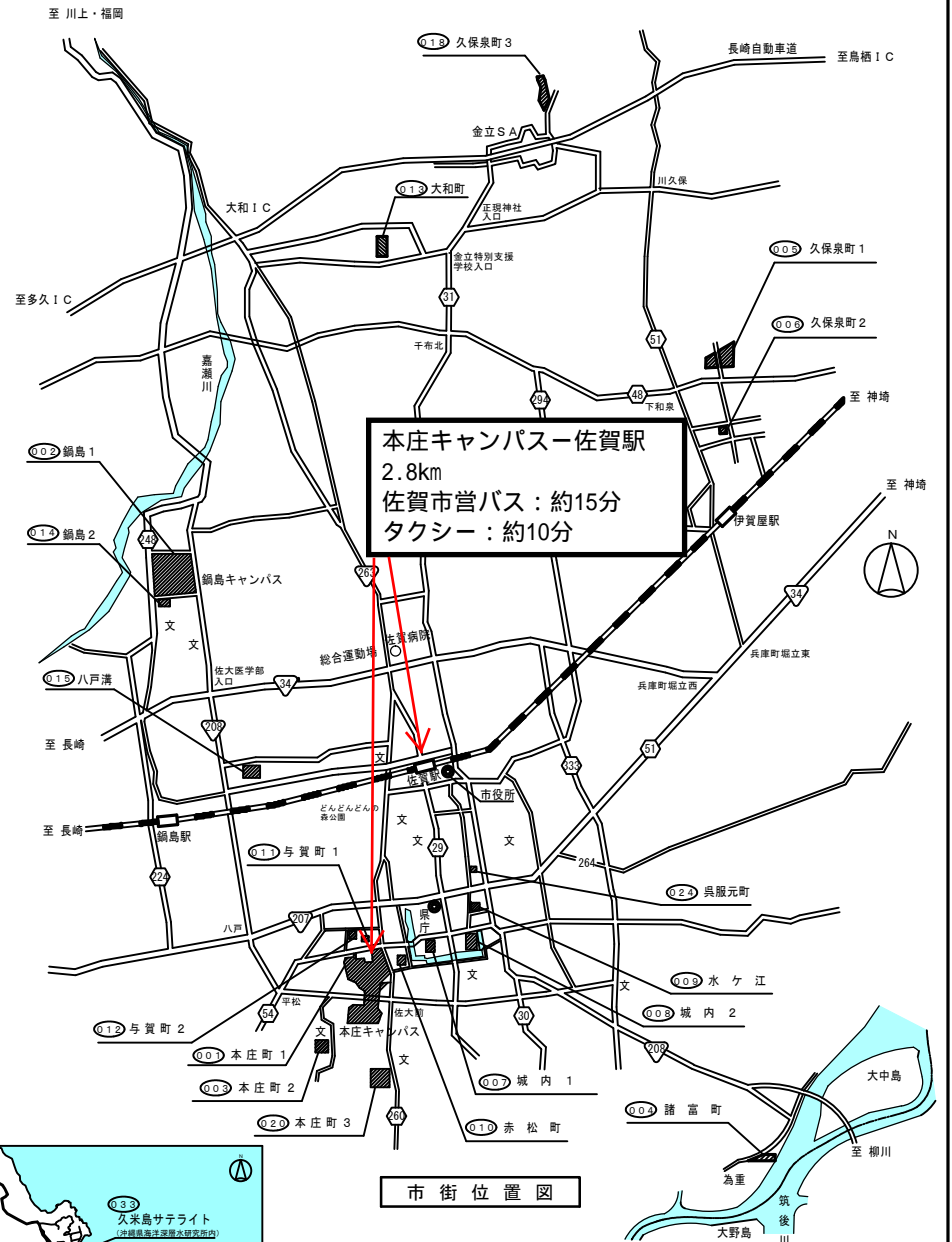 至 川上・福岡
018 久保泉町3
長崎自動車道
至鳥栖IC
金立SA
川久保
013 大和町
正現神社
入口
大和IC
005 久保泉町1
金立特別支援
学校入口
至多久IC
31
006 久保泉町2
51
千布北
嘉瀬川
48
294
下和泉
至 神埼
本庄キャンパスー佐賀駅
2.8km
佐賀市営バス：約15分
タクシー：約10分
002 鍋島1
至 神埼
伊賀屋駅
N
014 鍋島2
248
鍋島キャンパス
263
34
文
文
佐賀病院
総合運動場
兵庫町堀立東
佐大医学部
入口
015 八戸溝
34
兵庫町堀立西
208
至 長崎
51
文
佐賀駅
333
市役所
どんどんどんの
森公園
至 長崎
鍋島駅
文
文
文
29
011 与賀町1
264
224
024 呉服元町
207
県庁
八戸
文
009 水ケ江
文
平松
54
佐大前
30
008 城内 2
012 与賀町2
文
本庄キャンパス
001 本庄町1
208
文
大中島
003 本庄町2
007 城内 1
004 諸富町
020 本庄町3
260
010 赤松町
至 柳川
為重
市街位置図
筑後川
大野島
N
033
久米島サテライト
(沖縄県海洋深層水研究所内)